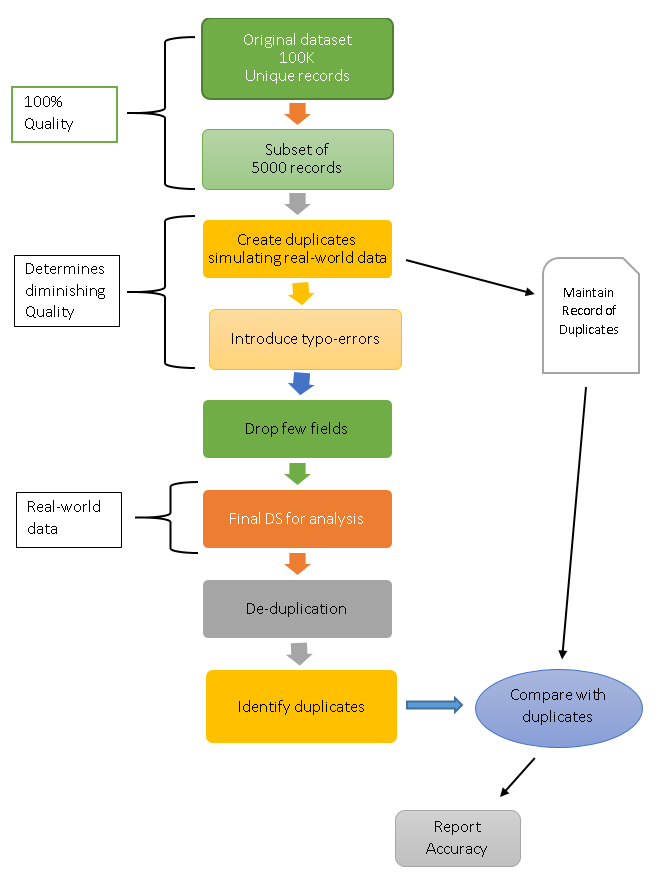 Original dataset
100K
Unique records
100%
Quality
Subset of
5000 records
Create duplicates
simulating real-world data
Determines
diminishing
Quality
Maintain
Record of
Duplicates
Introduce typo-errors
Drop few fields
Real-world
data
Final DS for analysis
De-duplication
Identify duplicates
Compare with
duplicates
Report
Accuracy